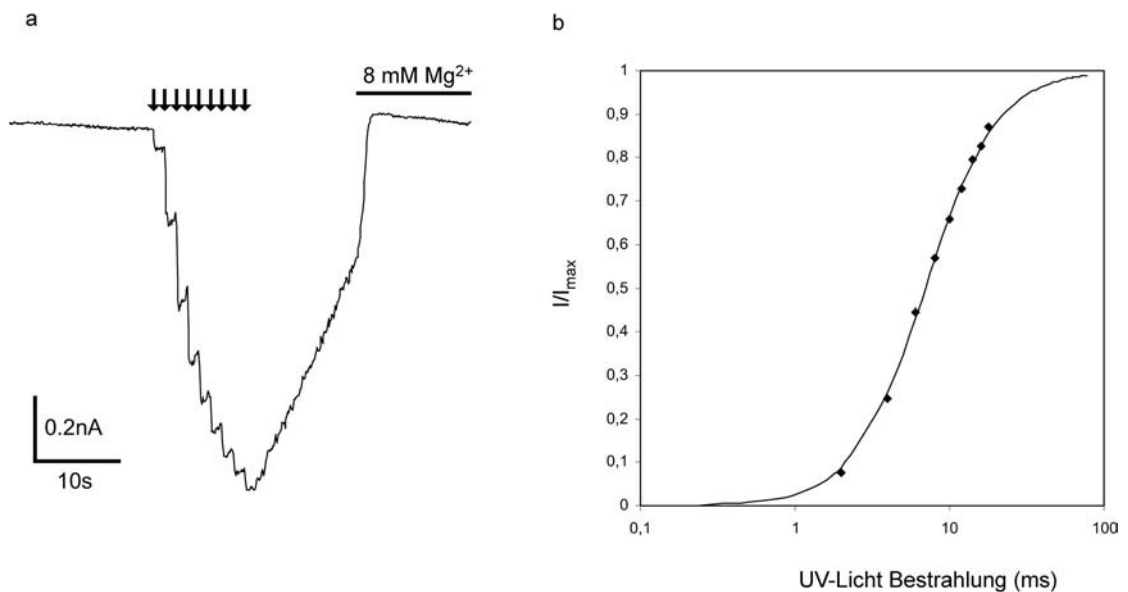 a
8 mM Mg²⁺
0.2nA
10s
b
1
0,9
0,8
0,7
0,6
0,5
0,4
0,3
0,2
0,1
0
I/Imax
0,1
1
10
100
UV-Licht Bestrahlung (ms)